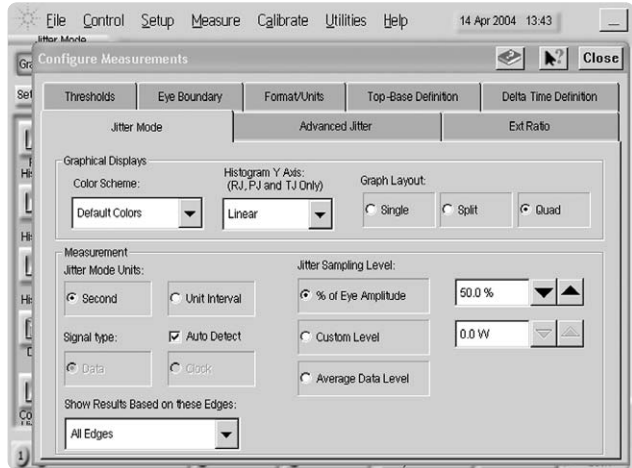 File Control Setup Measure Calibrate Utilities Help 14 Apr 2004 13:43
Jitter Mode
Configure Measurements Close
Thresholds Eye Boundary Format/Units Top-Base Definition Delta Time Definition
Jitter Mode Advanced Jitter Ext Ratio
Graphical Displays
Color Scheme:
Histogram Y Axis:
(RJ, PJ and TJ Only)
Graph Layout:
Default Colors
Linear
Single Split Quad
Measurement
Jitter Mode Units:
Jitter Sampling Level:
Second Unit Interval
% of Eye Amplitude 50.0 %
Signal type: Auto Detect
Custom Level 0.0 W
Data Clock
Average Data Level
Show Results Based on these Edges:
All Edges
1